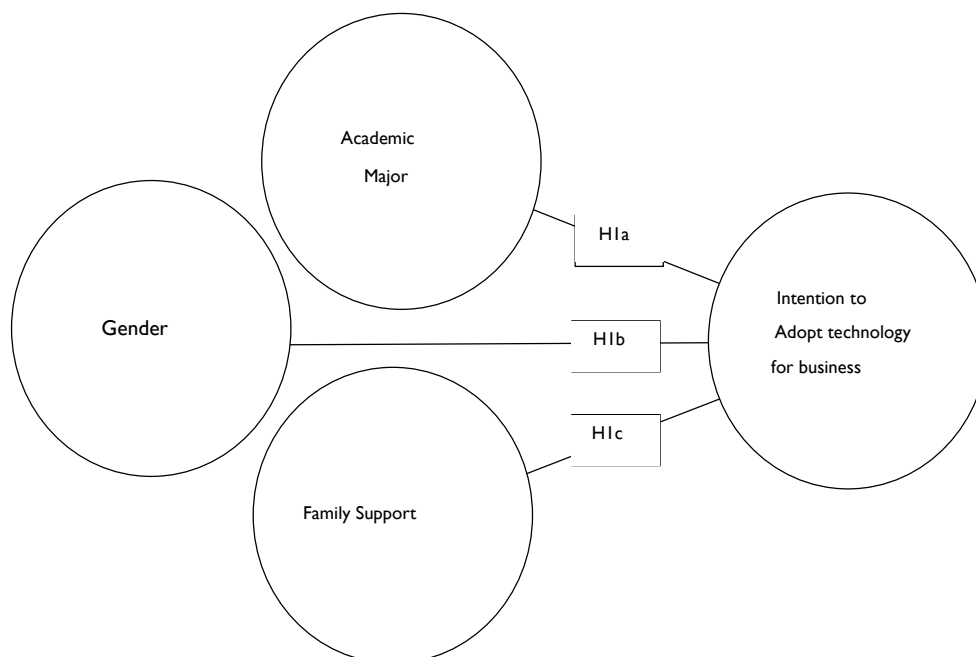 Academic
Major
H1a
Intention to
Adopt technology
for business
Gender
H1b
H1c
Family Support